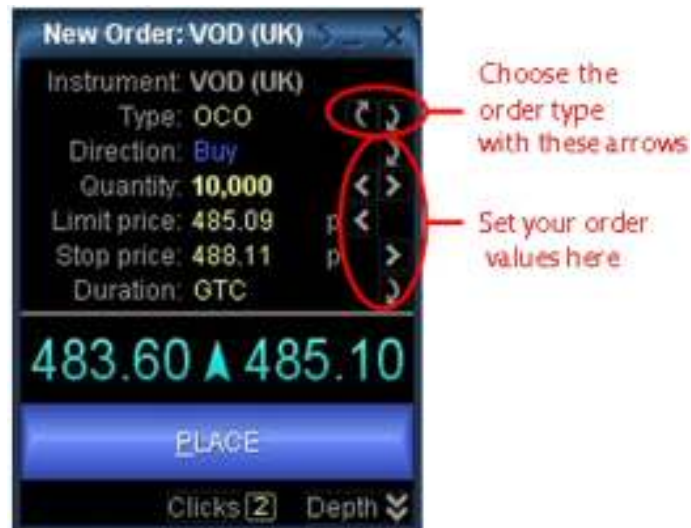 New Order: VOD (UK)
Instrument: VOD (UK)
Type: OCO
Direction: Buy
Quantity: 10,000
Limit price: 485.09 p
Stop price: 488.11 p
Duration: GTC
483.60 485.10
PLACE
Clicks 2 Depth
Choose the
order type
with these arrows
Set your order
values here